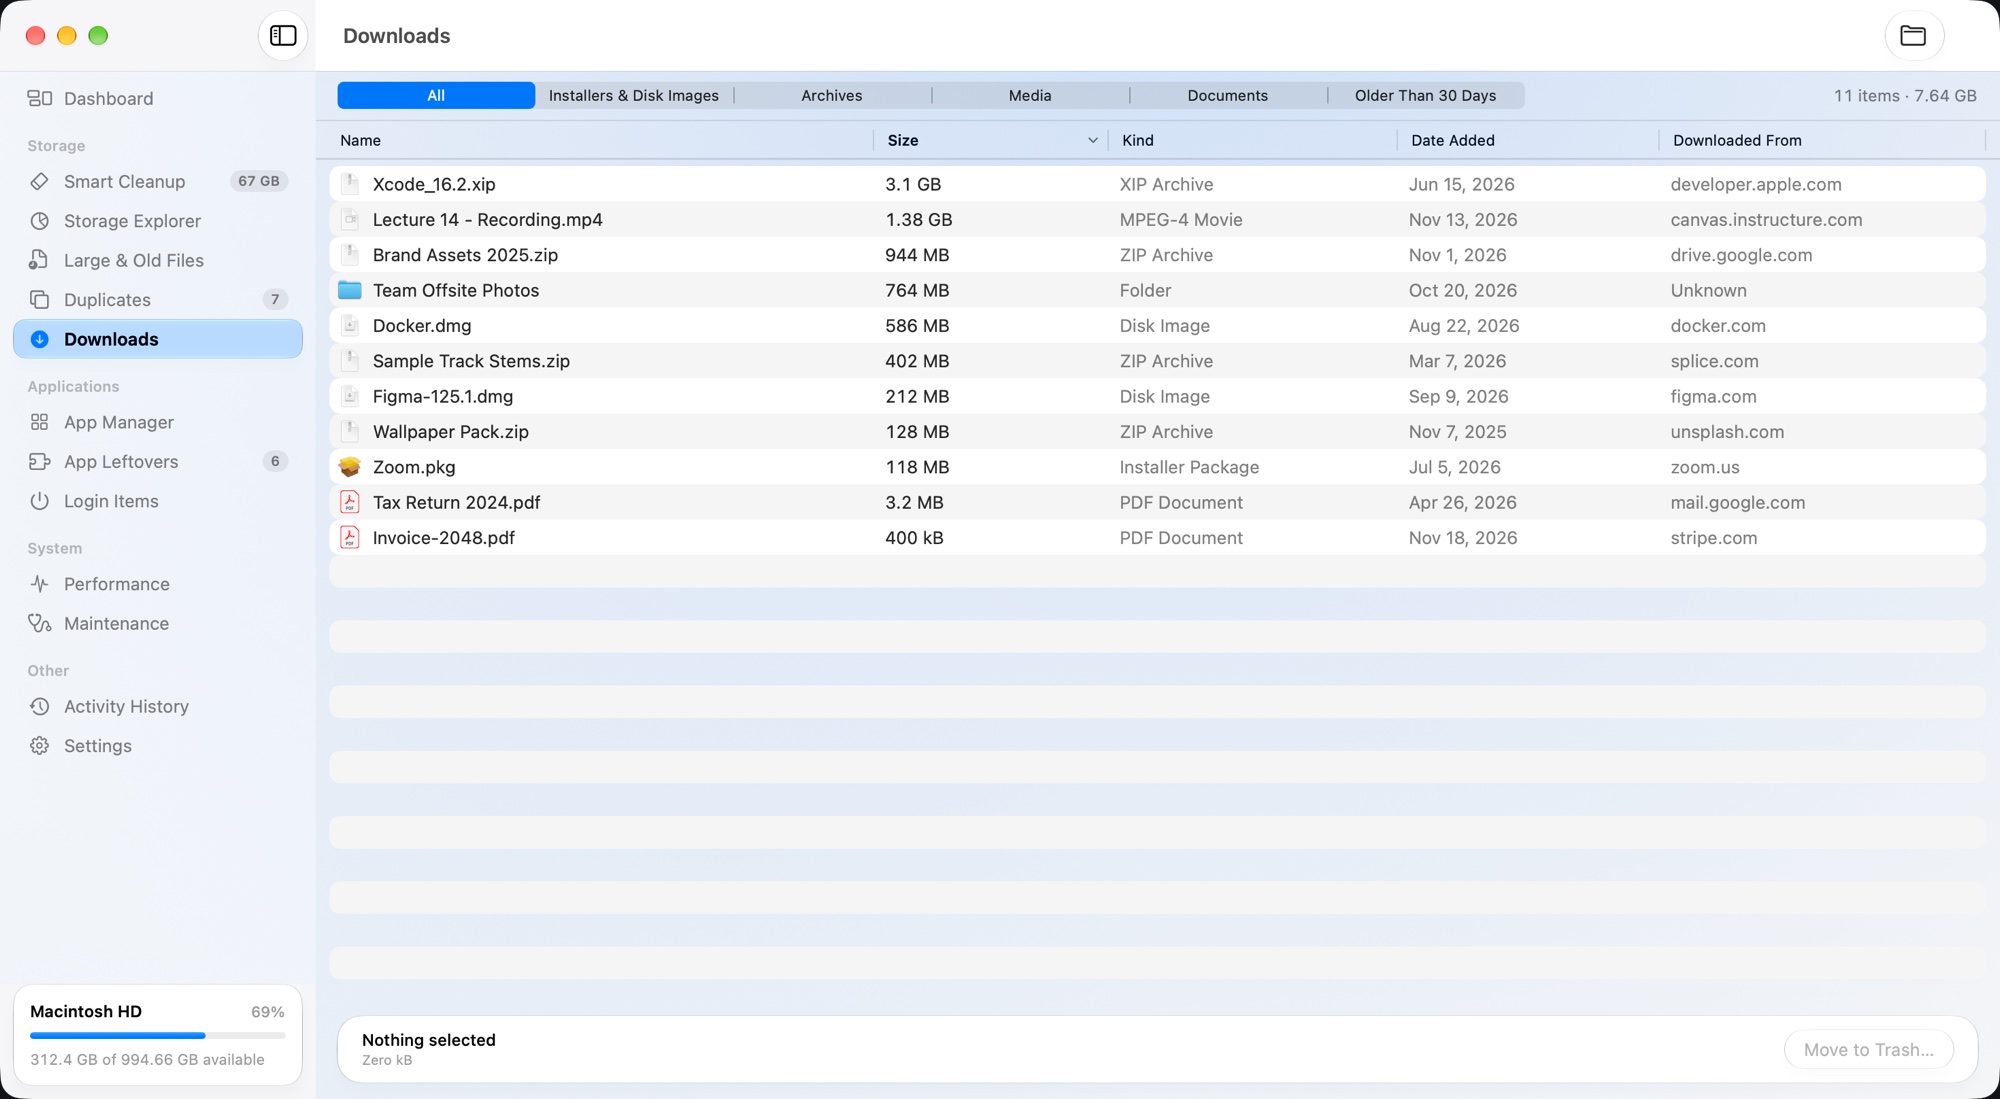 Downloads
Dashboard
Storage
Smart Cleanup 67 GB
Storage Explorer
Large & Old Files
Duplicates 7
Downloads
Applications
App Manager
App Leftovers 6
Login Items
System
Performance
Maintenance
Other
Activity History
Settings
Macintosh HD 69%
312.4 GB of 994.66 GB available
All Installers & Disk Images Archives Media Documents Older Than 30 Days 11 items · 7.64 GB
Name Size Kind Date Added Downloaded From
Xcode_16.2.xip 3.1 GB XIP Archive Jun 15, 2026 developer.apple.com
Lecture 14 - Recording.mp4 1.38 GB MPEG-4 Movie Nov 13, 2026 canvas.instructure.com
Brand Assets 2025.zip 944 MB ZIP Archive Nov 1, 2026 drive.google.com
Team Offsite Photos 764 MB Folder Oct 20, 2026 Unknown
Docker.dmg 586 MB Disk Image Aug 22, 2026 docker.com
Sample Track Stems.zip 402 MB ZIP Archive Mar 7, 2026 splice.com
Figma-125.1.dmg 212 MB Disk Image Sep 9, 2026 figma.com
Wallpaper Pack.zip 128 MB ZIP Archive Nov 7, 2025 unsplash.com
Zoom.pkg 118 MB Installer Package Jul 5, 2026 zoom.us
Tax Return 2024.pdf 3.2 MB PDF Document Apr 26, 2026 mail.google.com
Invoice-2048.pdf 400 kB PDF Document Nov 18, 2026 stripe.com
Nothing selected
Zero kB
Move to Trash...